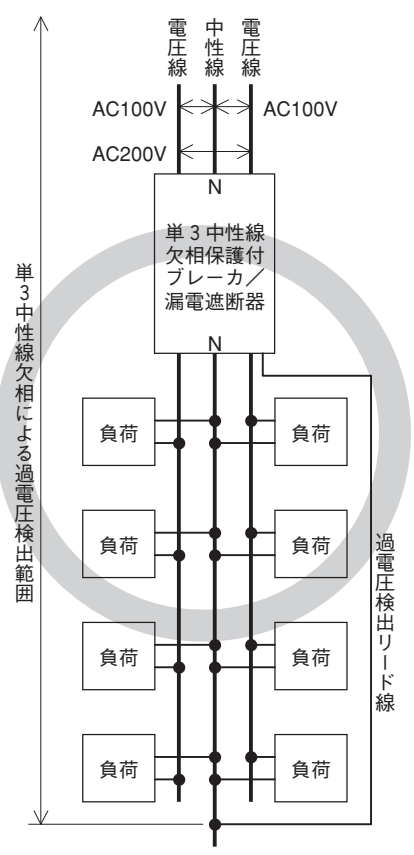 電圧線
中性線
電圧線
AC100V
AC100V
AC200V
N
単3中性線
欠相保護付
ブレーカ／
漏電遮断器
N
単3中性線欠相による過電圧検出範囲
負荷
負荷
負荷
負荷
負荷
負荷
負荷
負荷
過電圧検出リード線